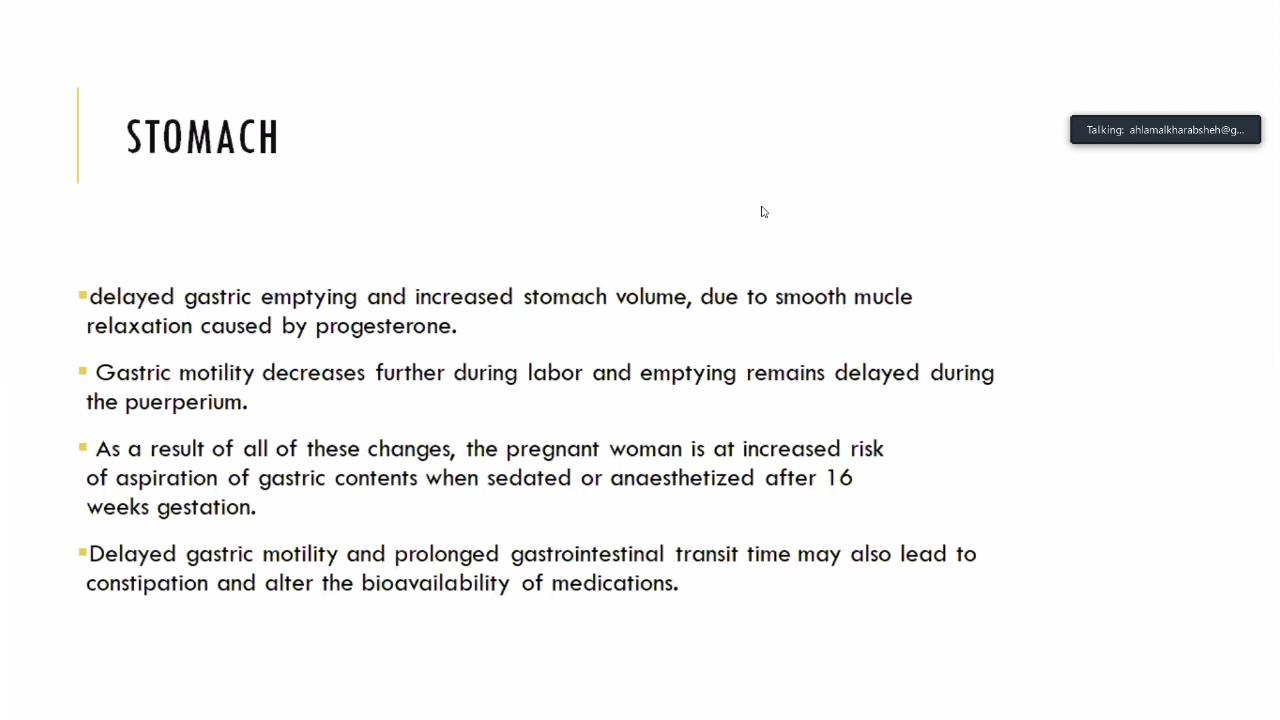 STOMACH
Talking: ahlamalkharabsheh@g...
▪delayed gastric emptying and increased stomach volume, due to smooth mucle
relaxation caused by progesterone.
▪ Gastric motility decreases further during labor and emptying remains delayed during
the puerperium.
▪ As a result of all of these changes, the pregnant woman is at increased risk
of aspiration of gastric contents when sedated or anaesthetized after 16
weeks gestation.
▪Delayed gastric motility and prolonged gastrointestinal transit time may also lead to
constipation and alter the bioavailability of medications.